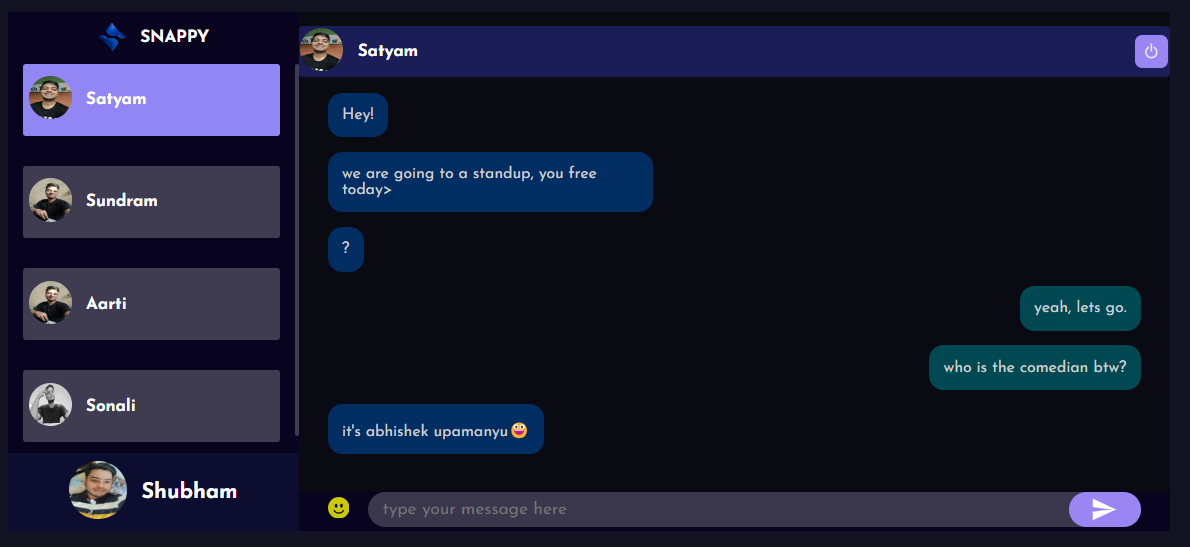 SNAPPY
Satyam
Sundram
Aarti
Sonali
Shubham
Satyam
Hey!
we are going to a standup, you free
today>
?
yeah, lets go.
who is the comedian btw?
it's abhishek upamanyu🤪
type your message here